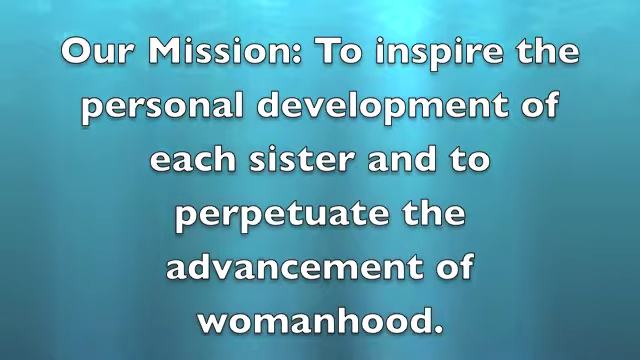 Our Mission: To inspire the
personal development of
each sister and to
perpetuate the
advancement of
womanhood.